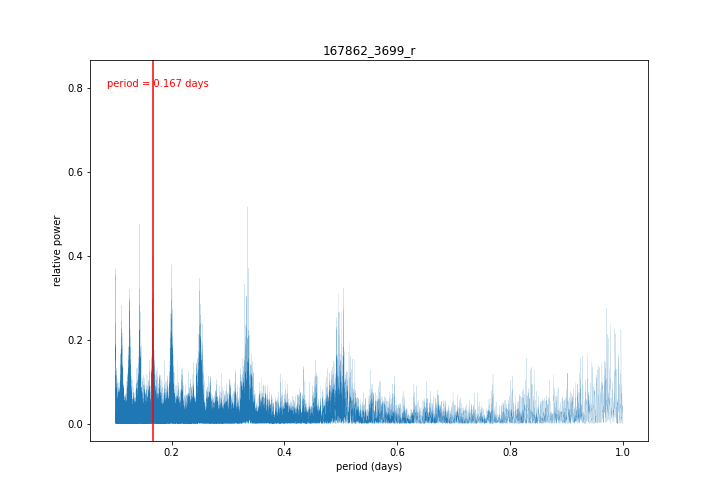 167862_3699_r
period = 0.167 days
0.8
0.6
0.4
0.2
0.0
relative power
0.2 0.4 0.6 0.8 1.0
period (days)